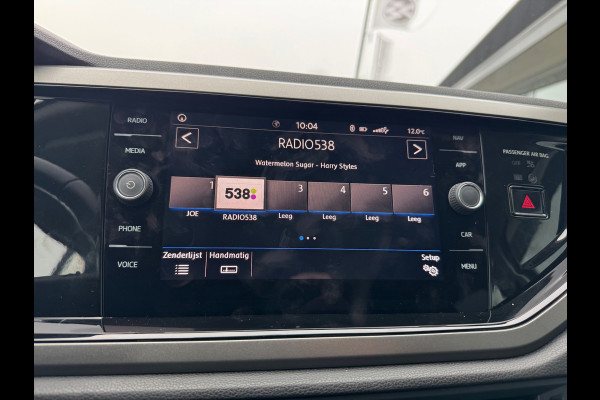 RADIO
MEDIA
PHONE
VOICE
10:04
12.0°C
RADIO538
Watermelon Sugar - Harry Styles
1
538
3
4
5
6
JOE
RADIO538
Leeg
Leeg
Leeg
Leeg
Zenderlijst
Handmatig
Setup
NAV
APP
CAR
MENU
PASSENGER AIR BAG